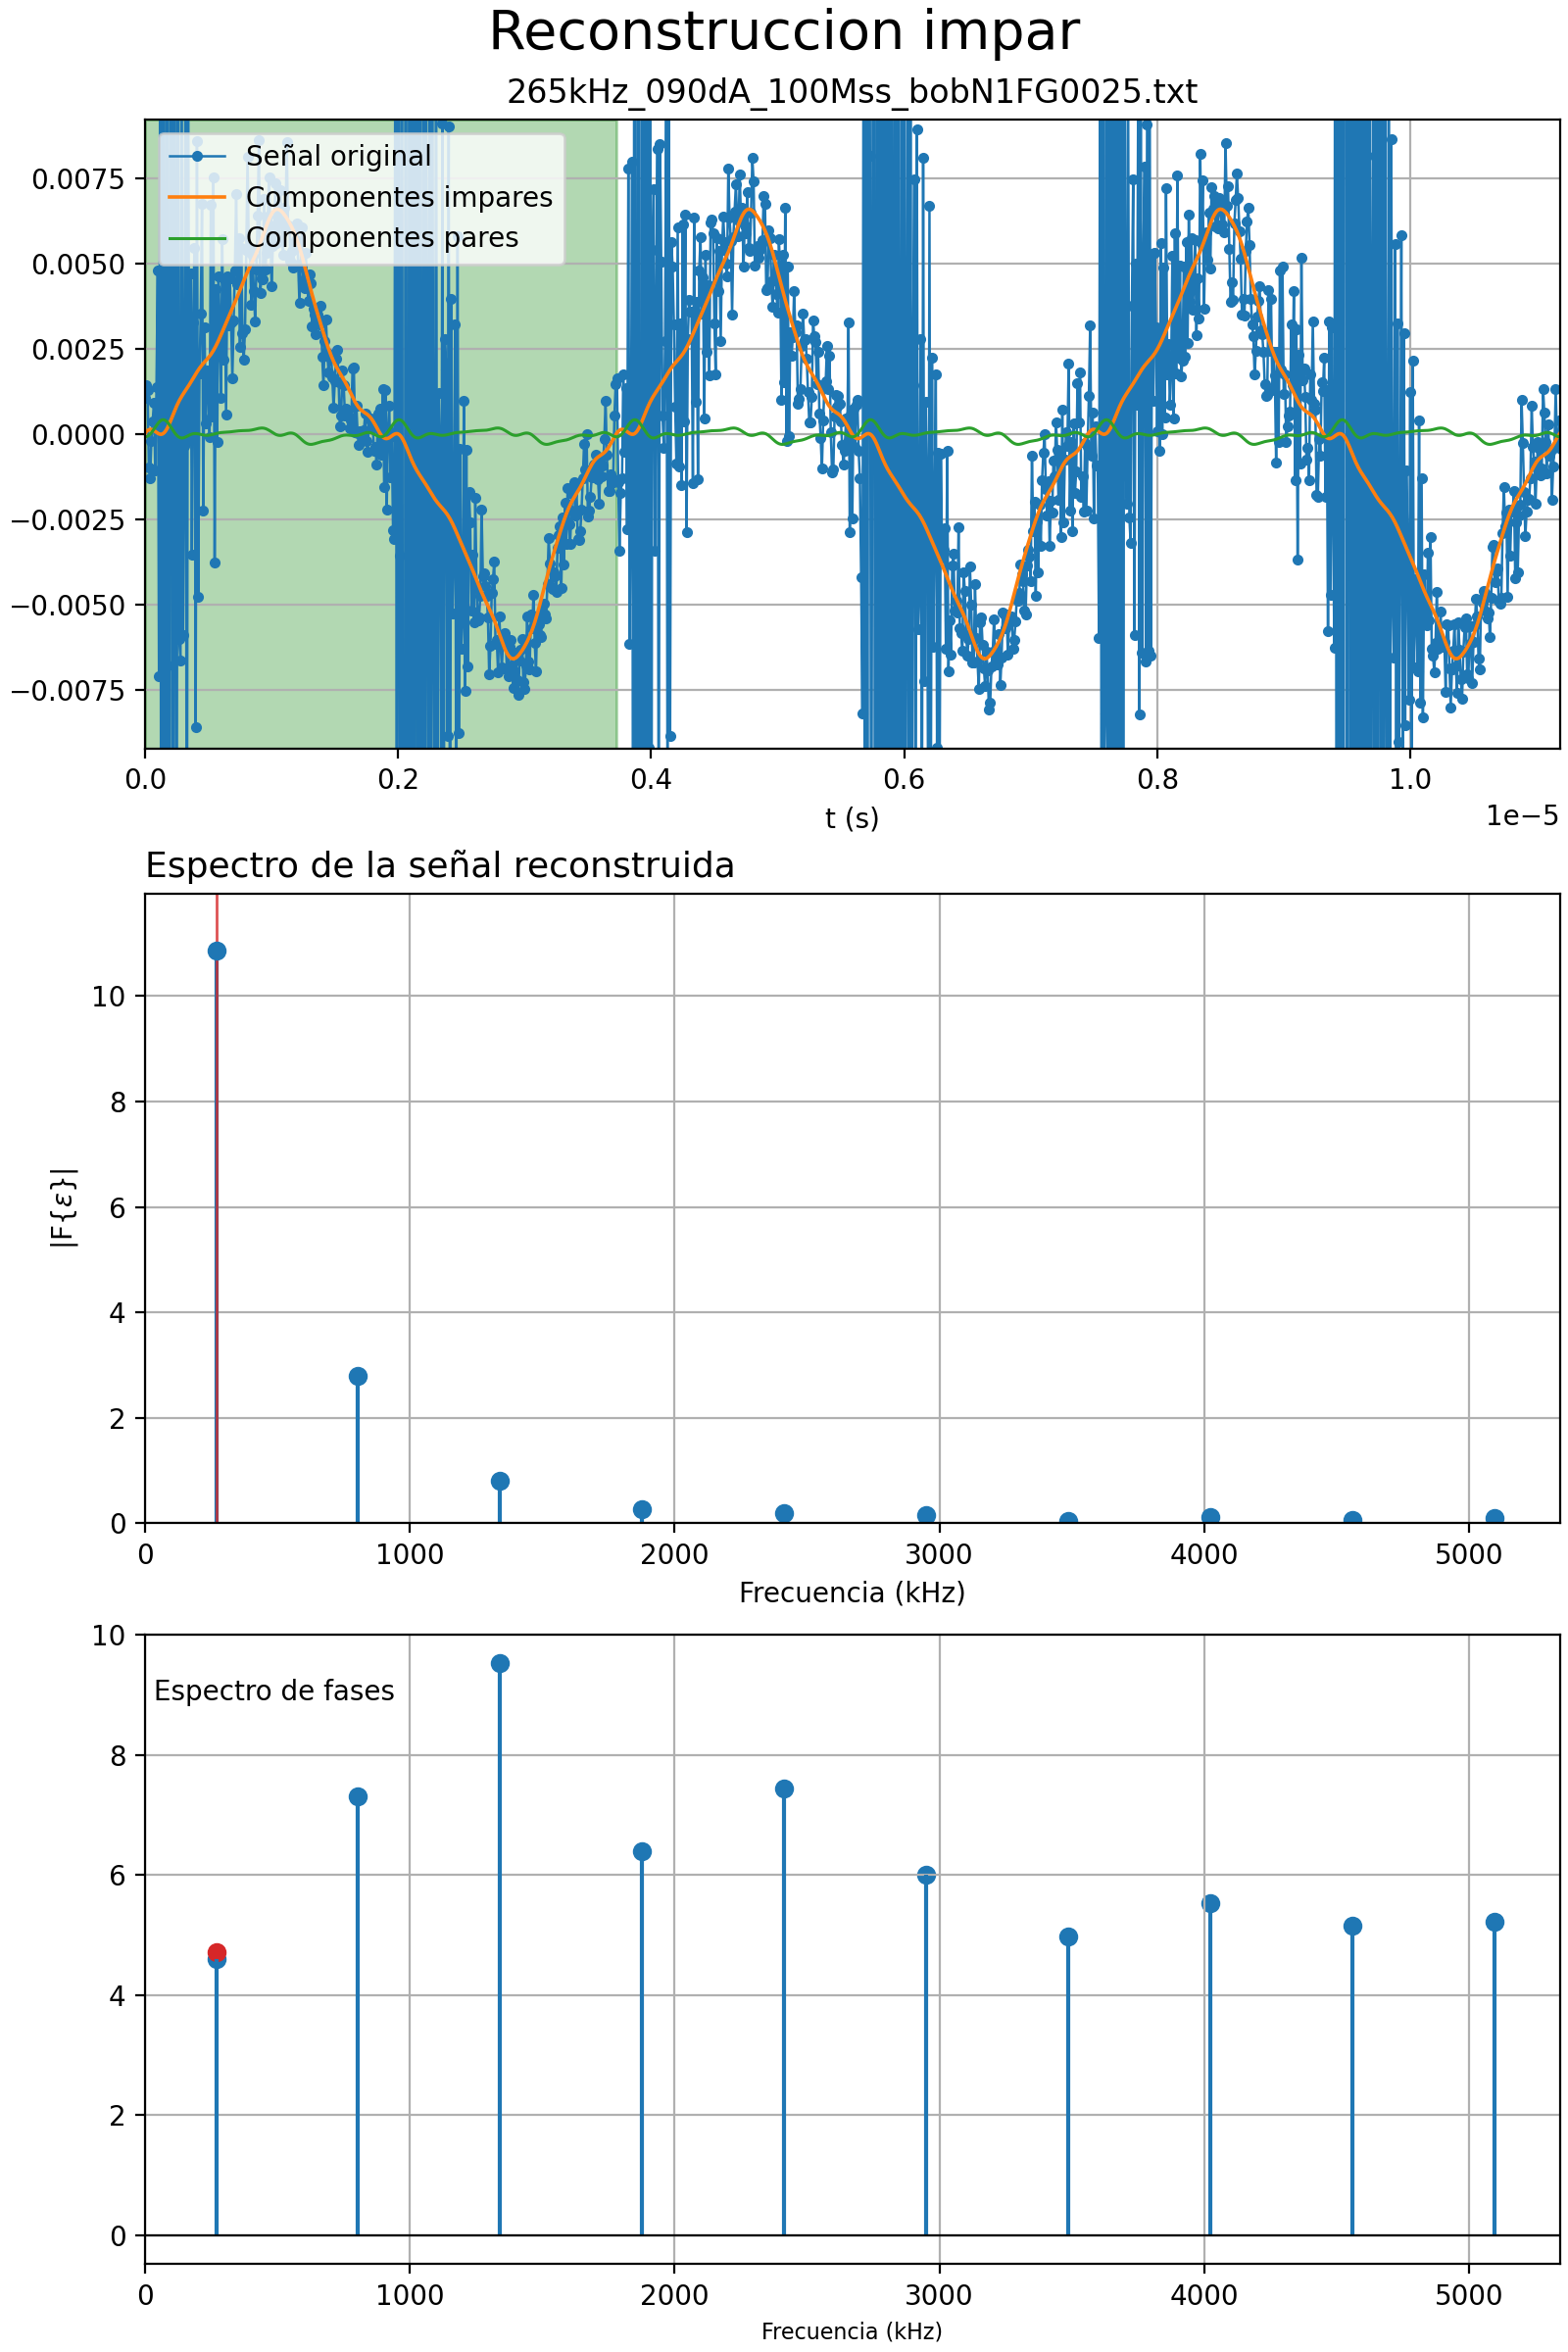 Reconstruccion impar
265kHz_090dA_100Mss_bobN1FG0025.txt
Señal original
Componentes impares
Componentes pares
0.0075
0.0050
0.0025
0.0000
−0.0025
−0.0050
−0.0075
0.0 0.2 0.4 0.6 0.8 1.0
t (s)
1e−5
Espectro de la señal reconstruida
10
8
6
4
2
0
|F{ε}|
0 1000 2000 3000 4000 5000
Frecuencia (kHz)
Espectro de fases
10
8
6
4
2
0
0 1000 2000 3000 4000 5000
Frecuencia (kHz)